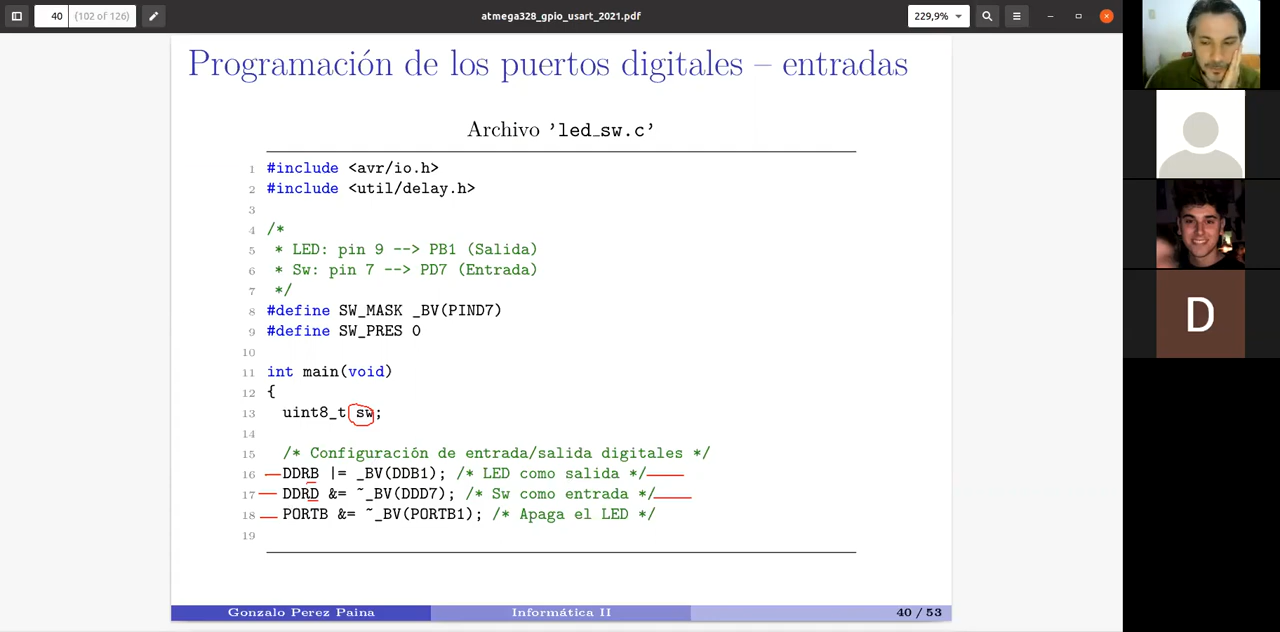 40 (102 of 126) atmega328_gpio_usart_2021.pdf 229,9%
Programación de los puertos digitales – entradas
Archivo 'led_sw.c'
1 #include <avr/io.h>
2 #include <util/delay.h>
3
4 /*
5 * LED: pin 9 --> PB1 (Salida)
6 * Sw: pin 7 --> PD7 (Entrada)
7 */
8 #define SW_MASK _BV(PIND7)
9 #define SW_PRES 0
10
11 int main(void)
12 {
13 uint8_t sw;
14
15 /* Configuración de entrada/salida digitales */
16 DDRB |= _BV(DDB1); /* LED como salida */
17 DDRD &= ~_BV(DDD7); /* Sw como entrada */
18 PORTB &= ~_BV(PORTB1); /* Apaga el LED */
19
Gonzalo Perez Paina Informática II 40 / 53
D